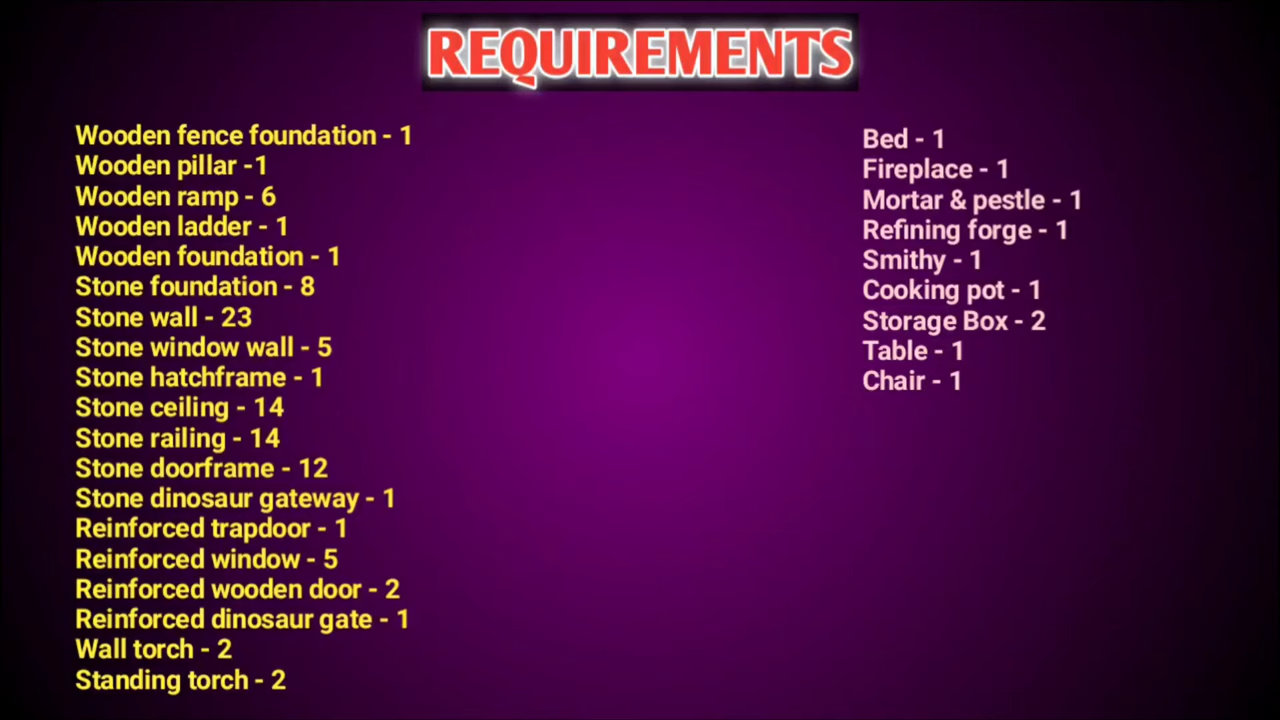 REQUIREMENTS
Wooden fence foundation - 1
Wooden pillar -1
Wooden ramp - 6
Wooden ladder - 1
Wooden foundation - 1
Stone foundation - 8
Stone wall - 23
Stone window wall - 5
Stone hatchframe - 1
Stone ceiling - 14
Stone railing - 14
Stone doorframe - 12
Stone dinosaur gateway - 1
Reinforced trapdoor - 1
Reinforced window - 5
Reinforced wooden door - 2
Reinforced dinosaur gate - 1
Wall torch - 2
Standing torch - 2
Bed - 1
Fireplace - 1
Mortar & pestle - 1
Refining forge - 1
Smithy - 1
Cooking pot - 1
Storage Box - 2
Table - 1
Chair - 1